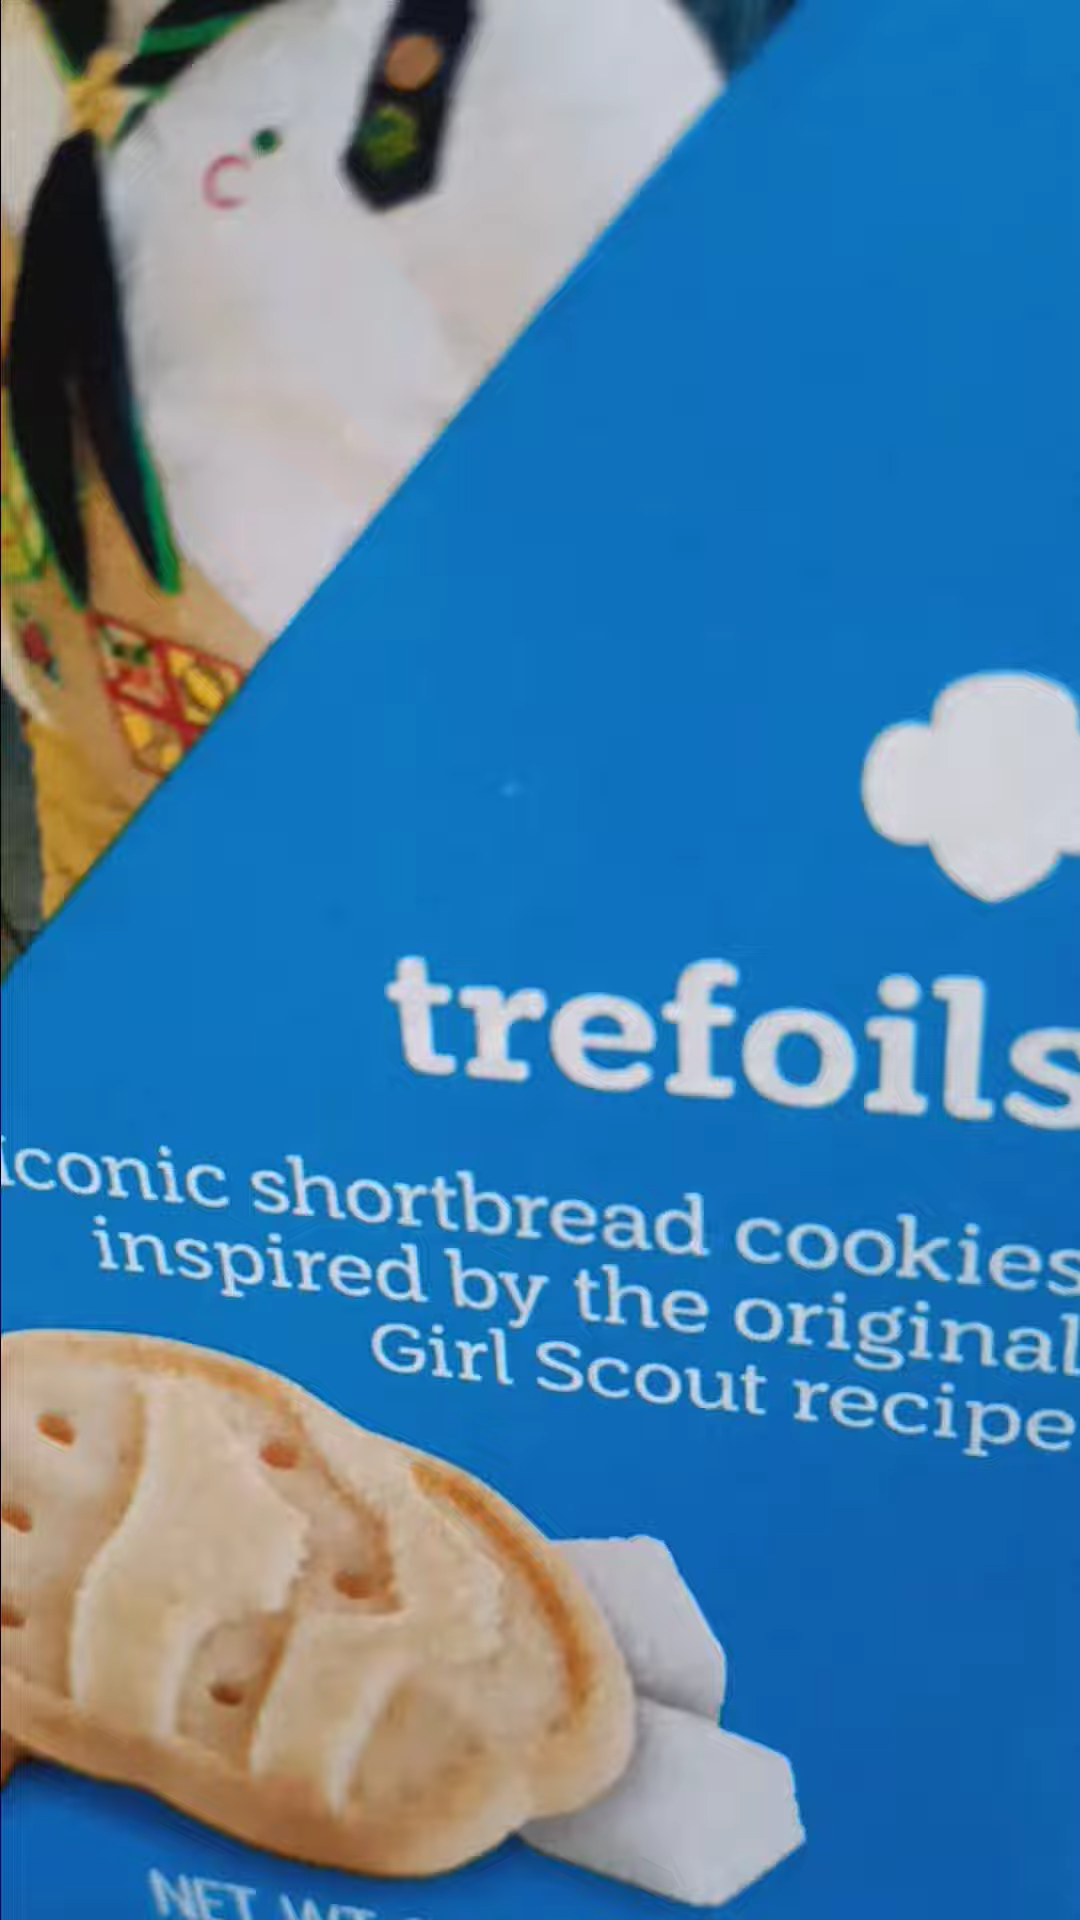 trefoils
iconic shortbread cookies
inspired by the original
Girl Scout recipe
NET WT